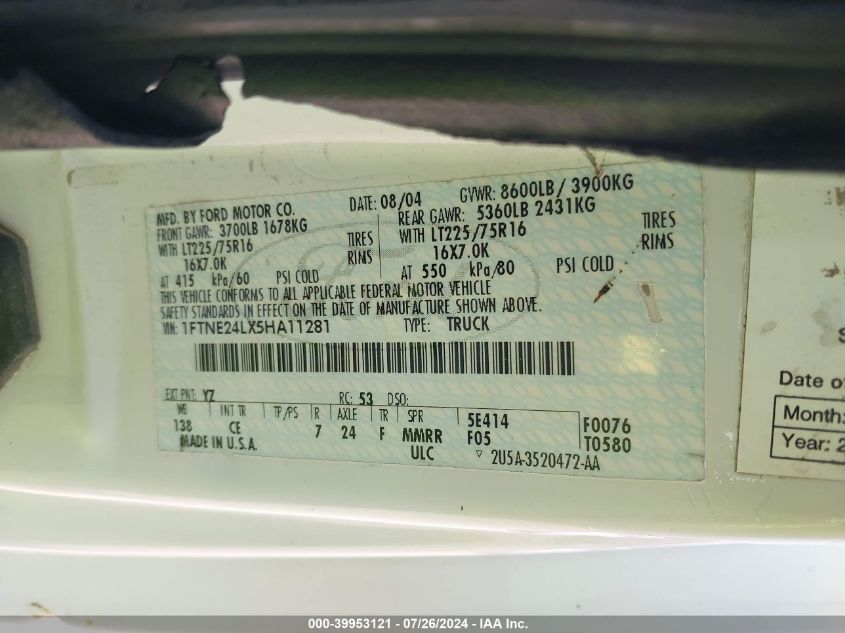 MFD. BY FORD MOTOR CO. DATE: 08/04 GVWR: 8600LB / 3900KG
FRONT GAWR: 3700LB 1678KG REAR GAWR: 5360LB 2431KG
WITH LT225/75R16 TIRES WITH LT225/75R16 TIRES
16X7.0K RIMS 16X7.0K RIMS
AT 415 kPa/60 PSI COLD AT 550 kPa/80 PSI COLD
THIS VEHICLE CONFORMS TO ALL APPLICABLE FEDERAL MOTOR VEHICLE
SAFETY STANDARDS IN EFFECT ON THE DATE OF MANUFACTURE SHOWN ABOVE.
VIN: 1FTNE24LX5HA11281 TYPE: TRUCK
EXT PNT: YZ RC: 53 DSO:
WB INT TR TP/PS R AXLE TR SPR 5E414 F0076
138 CE 7 24 F MMRR F05 T0580
MADE IN U.S.A. ULC 2U5A-3520472-AA
Date of
Month:
Year: 2
000-39953121 - 07/26/2024 - IAA Inc.